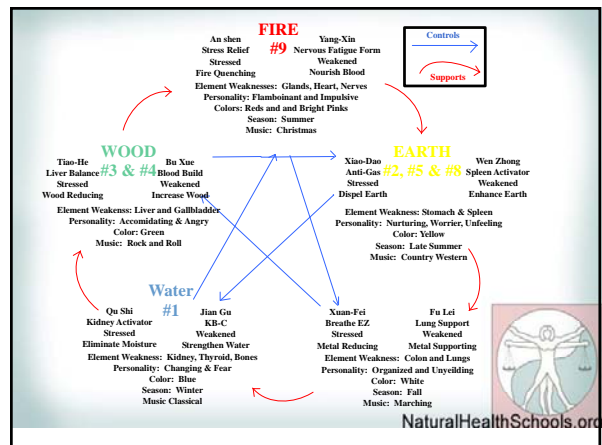 FIRE
#9
An shen
Stress Relief
Stressed
Fire Quenching
Yang-Xin
Nervous Fatigue Form
Weakened
Nourish Blood
Element Weaknesses: Glands, Heart, Nerves
Personality: Flamboinant and Impulsive
Colors: Reds and and Bright Pinks
Season: Summer
Music: Christmas
Controls
Supports
WOOD
#3 & #4
Tiao-He
Liver Balance
Stressed
Wood Reducing
Bu Xue
Blood Build
Weakened
Increase Wood
Element Weakenss: Liver and Gallbladder
Personality: Accomidating & Angry
Color: Green
Music: Rock and Roll
EARTH
#2, #5 & #8
Xiao-Dao
Anti-Gas
Stressed
Dispel Earth
Wen Zhong
Spleen Activator
Weakened
Enhance Earth
Element Weakness: Stomach & Spleen
Personality: Nurturing, Worrier, Unfeeling
Color: Yellow
Season: Late Summer
Music: Country Western
Water
#1
Qu Shi
Kidney Activator
Stressed
Eliminate Moisture
Jian Gu
KB-C
Weakened
Strengthen Water
Element Weakness: Kidney, Thyroid, Bones
Personality: Changing & Fear
Color: Blue
Season: Winter
Music Classical
Xuan-Fei
Breathe EZ
Stressed
Metal Reducing
Fu Lei
Lung Support
Weakened
Metal Supporting
Element Weakness: Colon and Lungs
Personality: Organized and Unyeilding
Color: White
Season: Fall
Music: Marching
NaturalHealthSchools.org